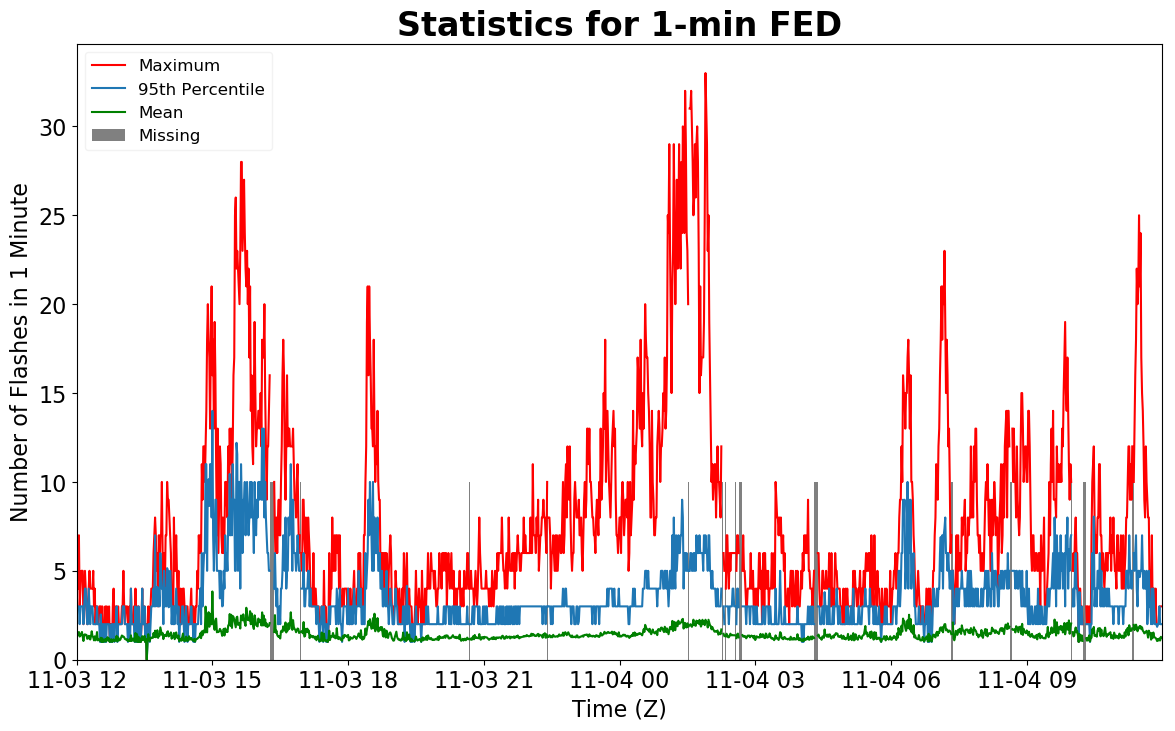 Statistics for 1-min FED
Maximum
95th Percentile
Mean
Missing
Number of Flashes in 1 Minute
30
25
20
15
10
5
0
11-03 12
11-03 15
11-03 18
11-03 21
11-04 00
11-04 03
11-04 06
11-04 09
Time (Z)